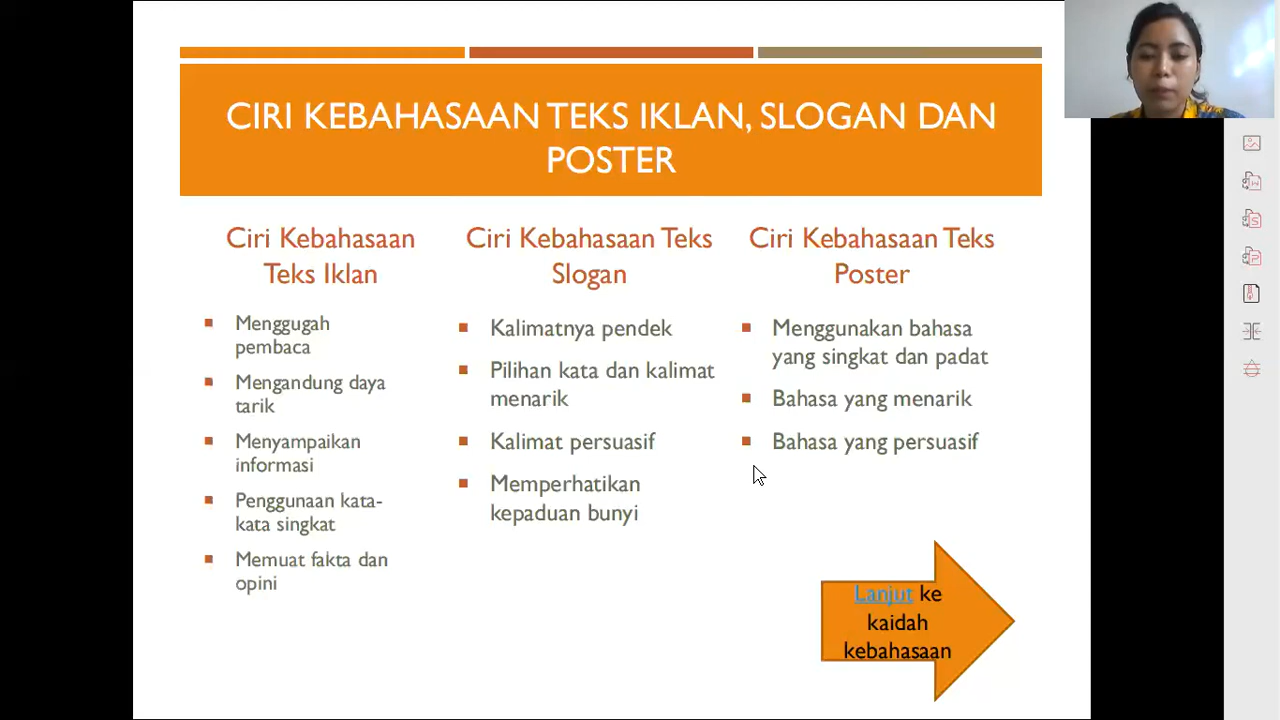 CIRI KEBAHASAAN TEKS IKLAN, SLOGAN DAN
POSTER
Ciri Kebahasaan
Teks Iklan
Menggugah
pembaca
Mengandung daya
tarik
Menyampaikan
informasi
Penggunaan kata-
kata singkat
Memuat fakta dan
opini
Ciri Kebahasaan Teks
Slogan
Kalimatnya pendek
Pilihan kata dan kalimat
menarik
Kalimat persuasif
Memperhatikan
kepaduan bunyi
Ciri Kebahasaan Teks
Poster
Menggunakan bahasa
yang singkat dan padat
Bahasa yang menarik
Bahasa yang persuasif
Lanjut ke
kaidah
kebahasaan